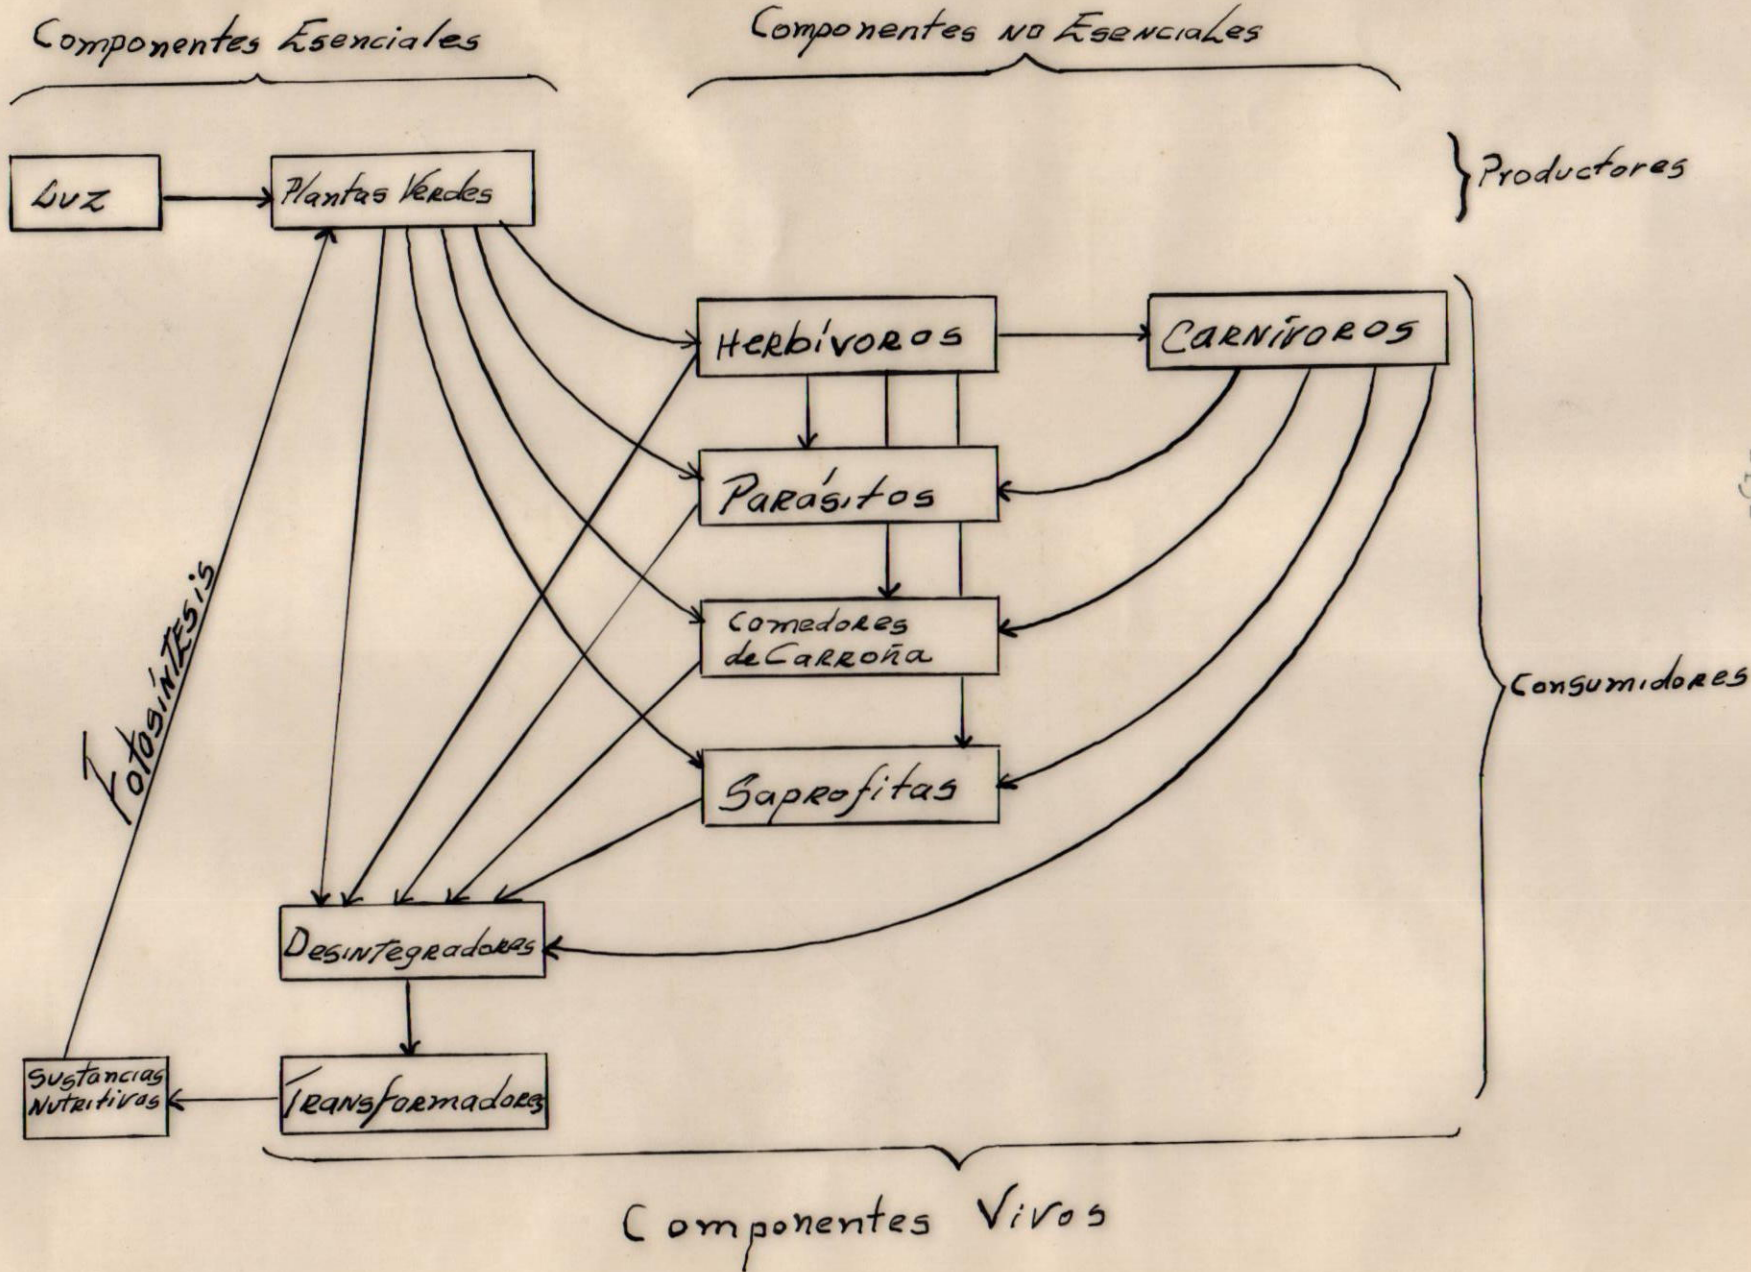 Componentes Esenciales
Componentes no Esenciales
Luz
Plantas Verdes
Productores
Herbívoros
Carnívoros
Parásitos
Comedores
de Carroña
Saprofitas
Consumidores
Fotosíntesis
Desintegradores
Sustancias
Nutritivas
Transformadores
Componentes Vivos